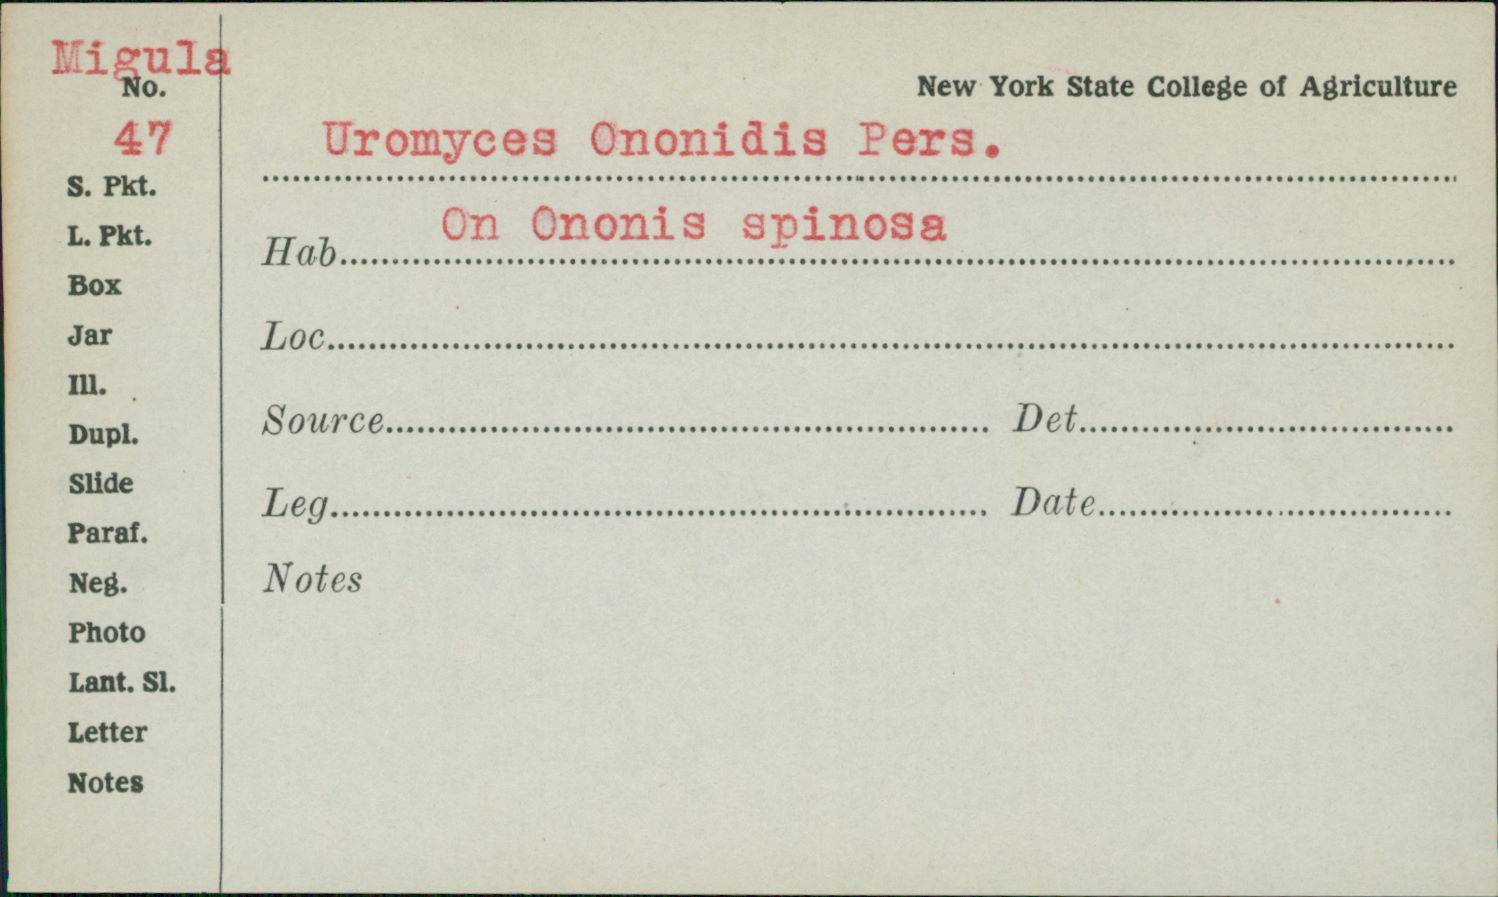 Migula
No.
47
S. Pkt.
L. Pkt.
Box
Jar
Ill.
Dupl.
Slide
Paraf.
Neg.
Photo
Lant. Sl.
Letter
Notes
New York State College of Agriculture
Uromyces Ononidis Pers.
Hab. On Ononis spinosa
Loc.
Source Det.
Leg. Date
Notes